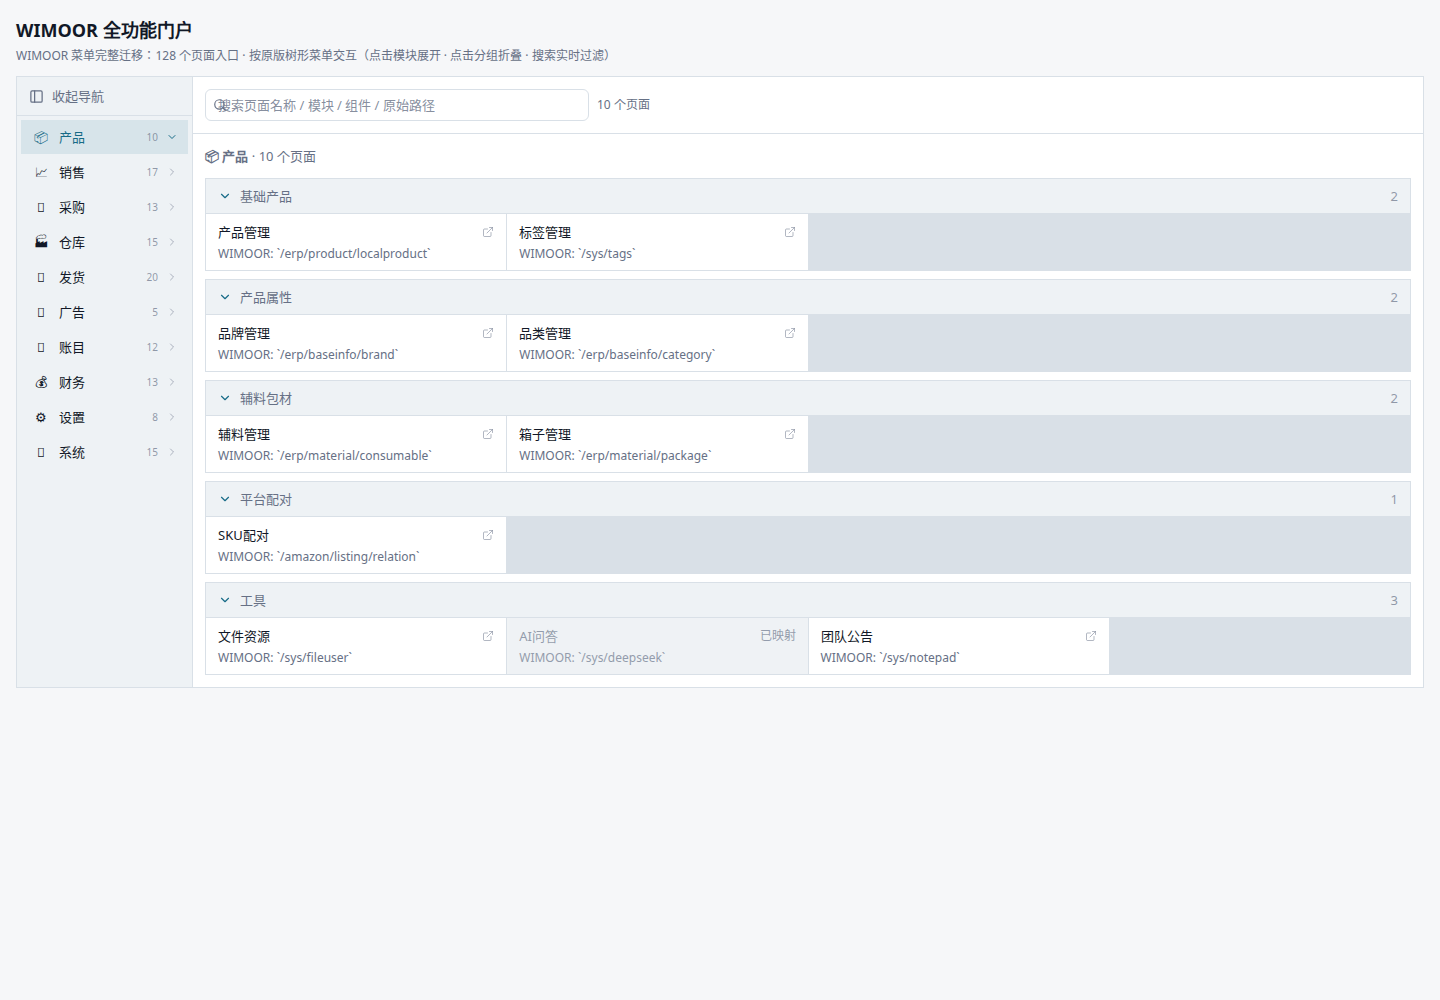 WIMOOR 全功能门户
WIMOOR 菜单完整迁移：128 个页面入口 · 按原版树形菜单交互（点击模块展开 · 点击分组折叠 · 搜索实时过滤）
收起导航
产品 10
销售 17
采购 13
仓库 15
发货 20
广告 5
账目 12
财务 13
设置 8
系统 15
搜索页面名称 / 模块 / 组件 / 原始路径
10 个页面
产品 · 10 个页面
基础产品 2
产品管理
WIMOOR: `/erp/product/localproduct`
标签管理
WIMOOR: `/sys/tags`
产品属性 2
品牌管理
WIMOOR: `/erp/baseinfo/brand`
品类管理
WIMOOR: `/erp/baseinfo/category`
辅料包材 2
辅料管理
WIMOOR: `/erp/material/consumable`
箱子管理
WIMOOR: `/erp/material/package`
平台配对 1
SKU配对
WIMOOR: `/amazon/listing/relation`
工具 3
文件资源
WIMOOR: `/sys/fileuser`
AI问答 已映射
WIMOOR: `/sys/deepseek`
团队公告
WIMOOR: `/sys/notepad`